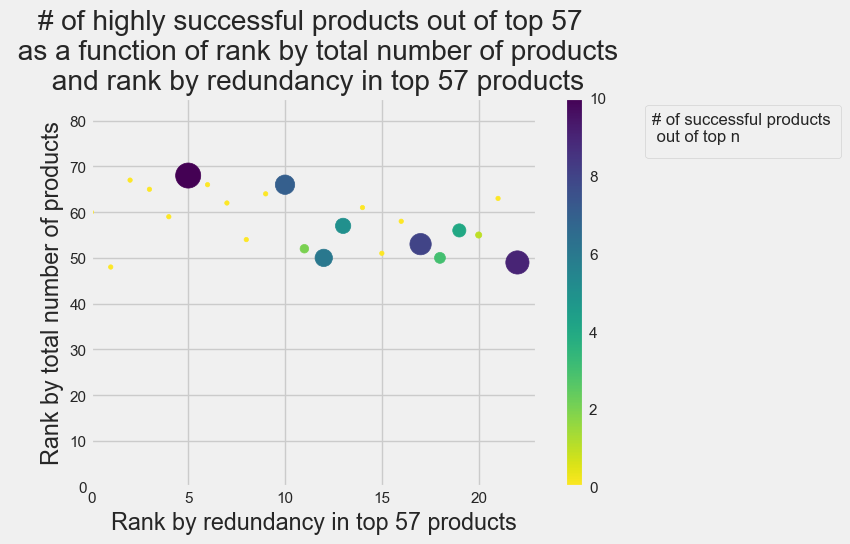 # of highly successful products out of top 57
as a function of rank by total number of products
and rank by redundancy in top 57 products
Rank by total number of products
80
70
60
50
40
30
20
10
0
0
5
10
15
20
Rank by redundancy in top 57 products
10
8
6
4
2
0
# of successful products
out of top n